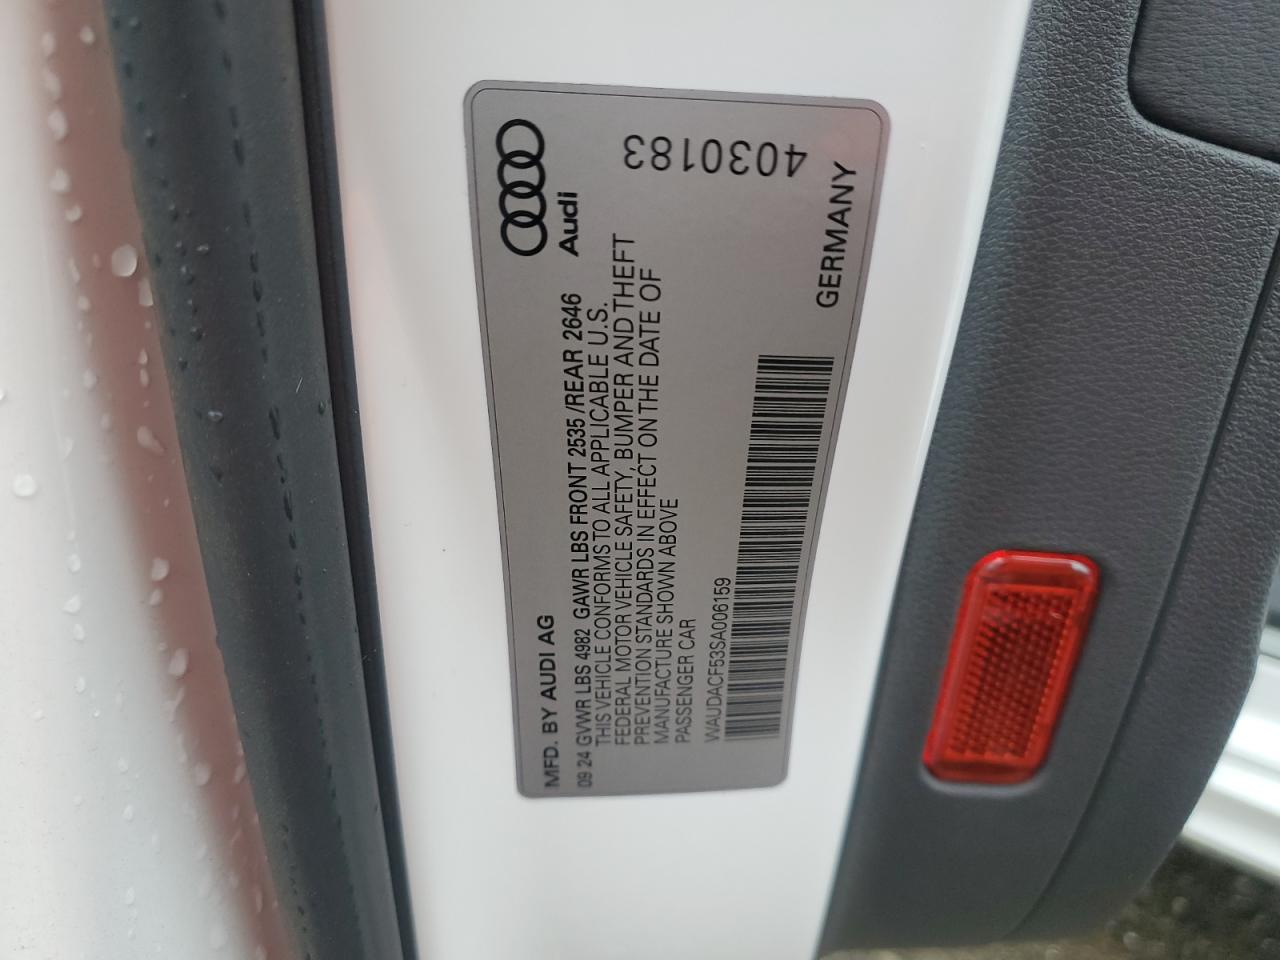 MFD. BY AUDI AG
Audi
09 24 GVWR LBS 4982 GAWR LBS FRONT 2535 /REAR 2646
THIS VEHICLE CONFORMS TO ALL APPLICABLE U.S.
FEDERAL MOTOR VEHICLE SAFETY, BUMPER AND THEFT
PREVENTION STANDARDS IN EFFECT ON THE DATE OF
MANUFACTURE SHOWN ABOVE
PASSENGER CAR
WAUDACF53SA006159
4030183
GERMANY